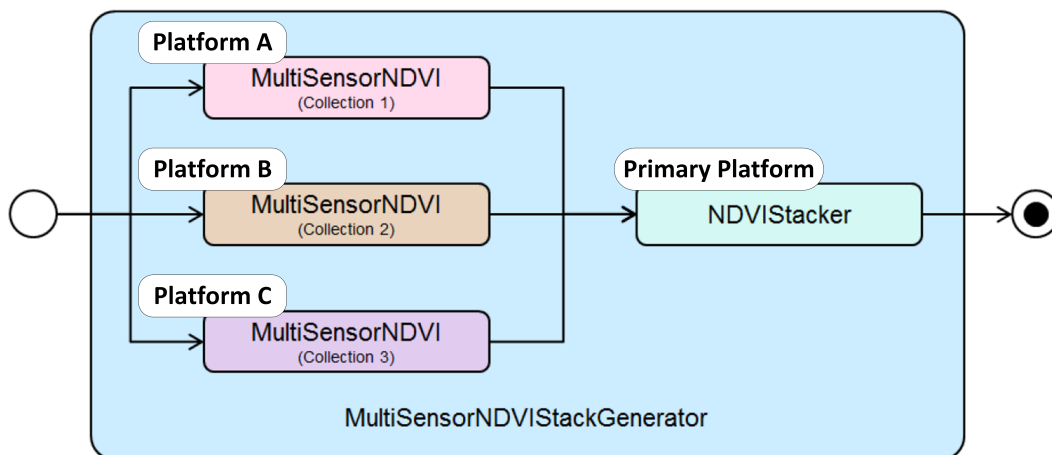 Platform A
MultiSensorNDVI
(Collection 1)
Platform B
MultiSensorNDVI
(Collection 2)
Primary Platform
NDVIStacker
Platform C
MultiSensorNDVI
(Collection 3)
MultiSensorNDVIStackGenerator